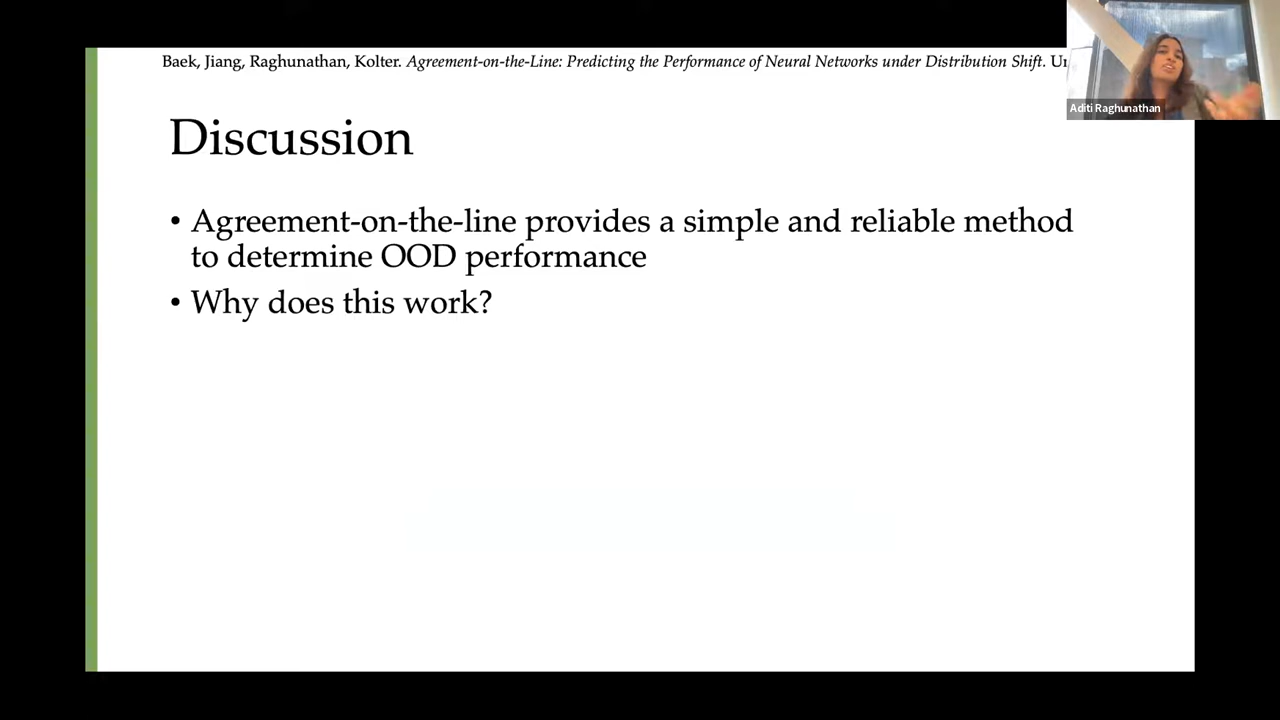 Baek, Jiang, Raghunathan, Kolter. Agreement-on-the-Line: Predicting the Performance of Neural Networks under Distribution Shift.
Aditi Raghunathan
Discussion
• Agreement-on-the-line provides a simple and reliable method
to determine OOD performance
• Why does this work?